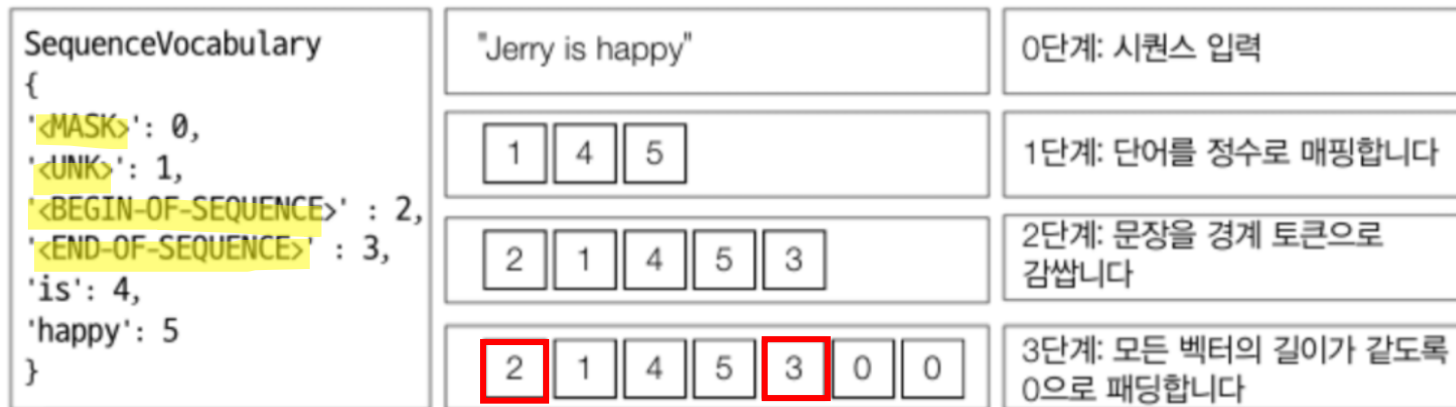 SequenceVocabulary
{
'<MASK>': 0,
'<UNK>': 1,
'<BEGIN-OF-SEQUENCE>' : 2,
'<END-OF-SEQUENCE>' : 3,
'is': 4,
'happy': 5
}
"Jerry is happy"
0단계: 시퀀스 입력
1 4 5
1단계: 단어를 정수로 매핑합니다
2 1 4 5 3
2단계: 문장을 경계 토큰으로
감쌉니다
2 1 4 5 3 0 0
3단계: 모든 벡터의 길이가 같도록
0으로 패딩합니다